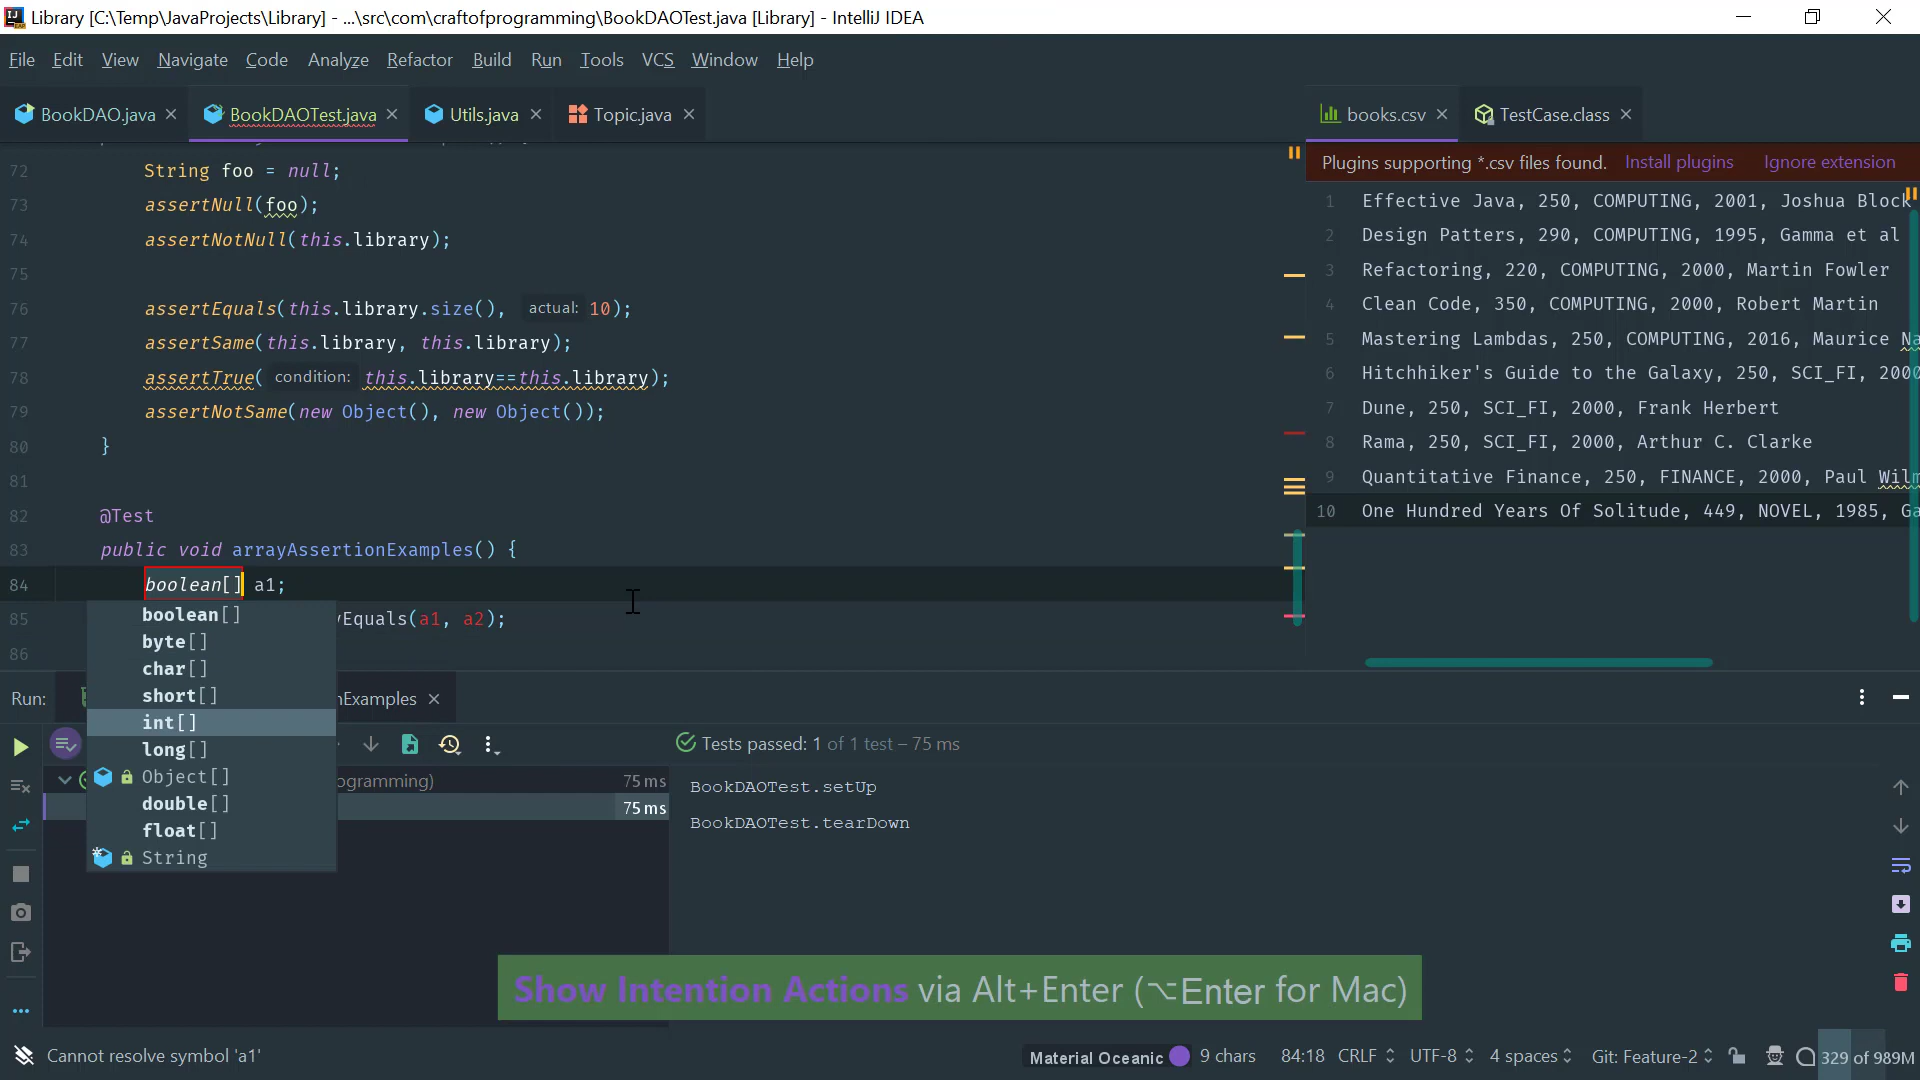 Library [C:\Temp\JavaProjects\Library] - ...\src\com\craftofprogramming\BookDAOTest.java [Library] - IntelliJ IDEA
File Edit View Navigate Code Analyze Refactor Build Run Tools VCS Window Help
BookDAO.java BookDAOTest.java Utils.java Topic.java
books.csv TestCase.class
72 String foo = null;
73 assertNull(foo);
74 assertNotNull(this.library);
75
76 assertEquals(this.library.size(), actual: 10);
77 assertSame(this.library, this.library);
78 assertTrue( condition: this.library==this.library);
79 assertNotSame(new Object(), new Object());
80 }
81
82 @Test
83 public void arrayAssertionExamples() {
84 boolean[] a1;
85 yEquals(a1, a2);
86
boolean[]
byte[]
char[]
short[]
int[]
long[]
Object[]
double[]
float[]
String
Plugins supporting *.csv files found. Install plugins Ignore extension
1 Effective Java, 250, COMPUTING, 2001, Joshua Block
2 Design Patters, 290, COMPUTING, 1995, Gamma et al
3 Refactoring, 220, COMPUTING, 2000, Martin Fowler
4 Clean Code, 350, COMPUTING, 2000, Robert Martin
5 Mastering Lambdas, 250, COMPUTING, 2016, Maurice Na
6 Hitchhiker's Guide to the Galaxy, 250, SCI_FI, 2000
7 Dune, 250, SCI_FI, 2000, Frank Herbert
8 Rama, 250, SCI_FI, 2000, Arthur C. Clarke
9 Quantitative Finance, 250, FINANCE, 2000, Paul Wilm
10 One Hundred Years Of Solitude, 449, NOVEL, 1985, Ga
Run: nExamples
Tests passed: 1 of 1 test – 75 ms
ogramming) 75 ms
75 ms
BookDAOTest.setUp
BookDAOTest.tearDown
Show Intention Actions via Alt+Enter (⌥Enter for Mac)
Cannot resolve symbol 'a1'
Material Oceanic 9 chars 84:18 CRLF UTF-8 4 spaces Git: Feature-2 329 of 989M